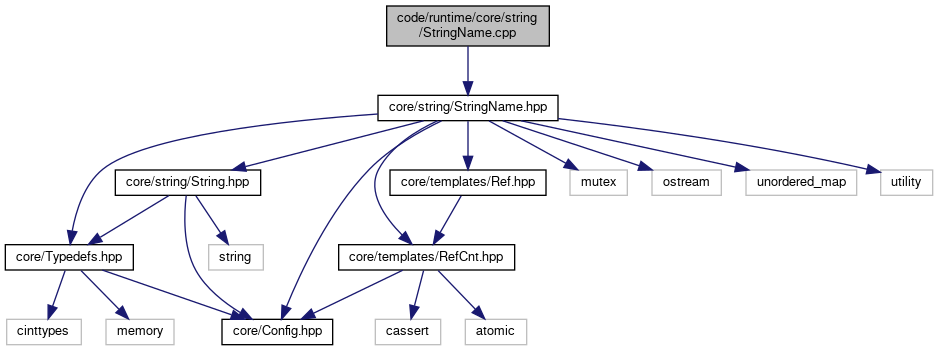 code/runtime/core/string
/StringName.cpp
core/string/StringName.hpp
core/string/String.hpp
core/templates/Ref.hpp
mutex
ostream
unordered_map
utility
core/Typedefs.hpp
string
core/templates/RefCnt.hpp
cinttypes
memory
core/Config.hpp
cassert
atomic